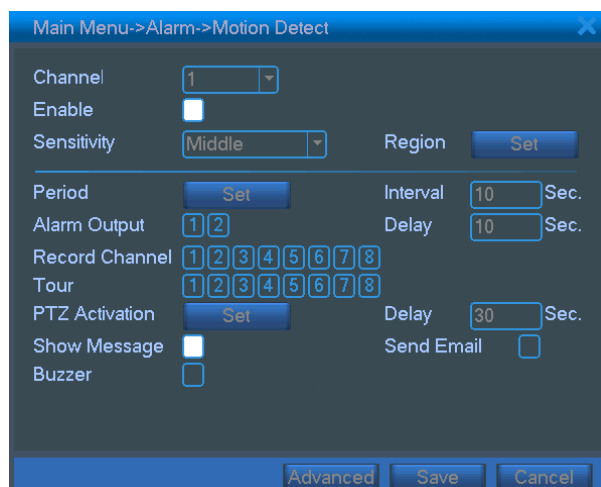 Main Menu->Alarm->Motion Detect
Channel 1
Enable
Sensitivity Middle Region Set
Period Set Interval 10 Sec.
Alarm Output 1 2 Delay 10 Sec.
Record Channel 1 2 3 4 5 6 7 8
Tour 1 2 3 4 5 6 7 8
PTZ Activation Set Delay 30 Sec.
Show Message Send Email
Buzzer
Advanced Save Cancel